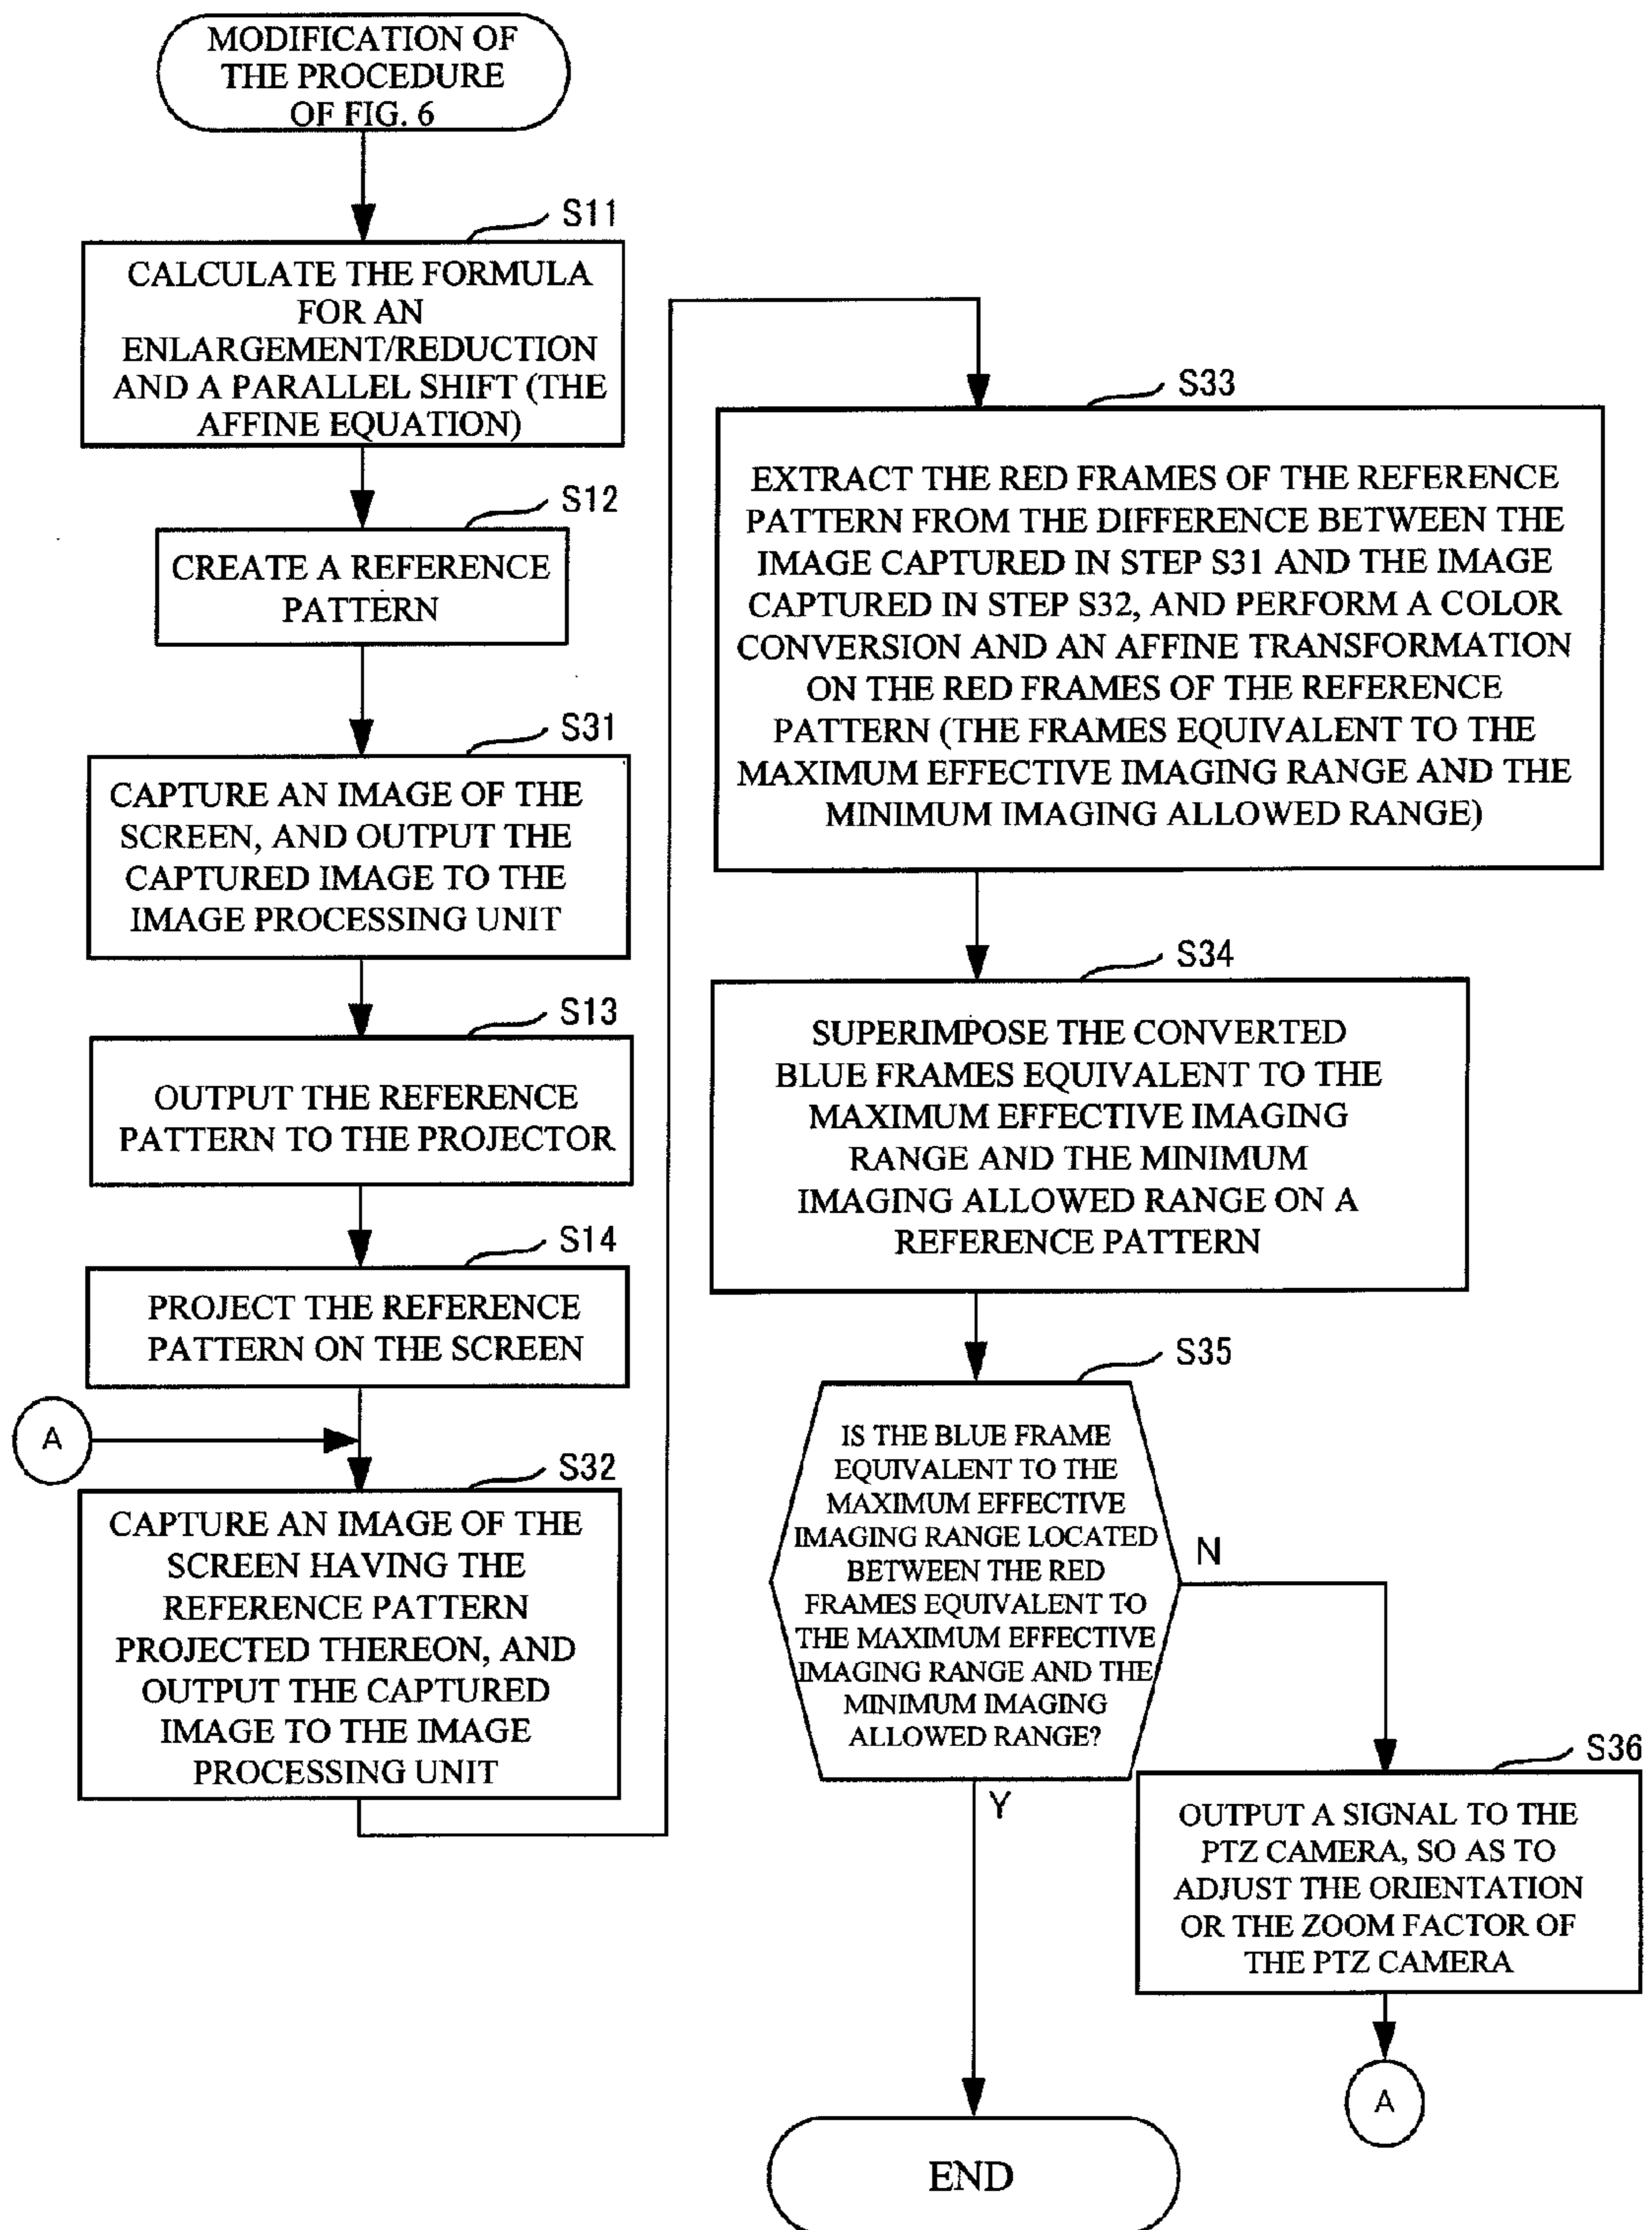 MODIFICATION OF
THE PROCEDURE
OF FIG. 6
S11
CALCULATE THE FORMULA
FOR AN
ENLARGEMENT/REDUCTION
AND A PARALLEL SHIFT (THE
AFFINE EQUATION)
S12
CREATE A REFERENCE
PATTERN
S31
CAPTURE AN IMAGE OF THE
SCREEN, AND OUTPUT THE
CAPTURED IMAGE TO THE
IMAGE PROCESSING UNIT
S13
OUTPUT THE REFERENCE
PATTERN TO THE PROJECTOR
S14
PROJECT THE REFERENCE
PATTERN ON THE SCREEN
A
S32
CAPTURE AN IMAGE OF THE
SCREEN HAVING THE
REFERENCE PATTERN
PROJECTED THEREON, AND
OUTPUT THE CAPTURED
IMAGE TO THE IMAGE
PROCESSING UNIT
S33
EXTRACT THE RED FRAMES OF THE REFERENCE
PATTERN FROM THE DIFFERENCE BETWEEN THE
IMAGE CAPTURED IN STEP S31 AND THE IMAGE
CAPTURED IN STEP S32, AND PERFORM A COLOR
CONVERSION AND AN AFFINE TRANSFORMATION
ON THE RED FRAMES OF THE REFERENCE
PATTERN (THE FRAMES EQUIVALENT TO THE
MAXIMUM EFFECTIVE IMAGING RANGE AND THE
MINIMUM IMAGING ALLOWED RANGE)
S34
SUPERIMPOSE THE CONVERTED
BLUE FRAMES EQUIVALENT TO THE
MAXIMUM EFFECTIVE IMAGING
RANGE AND THE MINIMUM
IMAGING ALLOWED RANGE ON A
REFERENCE PATTERN
S35
IS THE BLUE FRAME
EQUIVALENT TO THE
MAXIMUM EFFECTIVE
IMAGING RANGE LOCATED
BETWEEN THE RED
FRAMES EQUIVALENT TO
THE MAXIMUM EFFECTIVE
IMAGING RANGE AND THE
MINIMUM IMAGING
ALLOWED RANGE?
N
Y
S36
OUTPUT A SIGNAL TO THE
PTZ CAMERA, SO AS TO
ADJUST THE ORIENTATION
OR THE ZOOM FACTOR OF
THE PTZ CAMERA
A
END